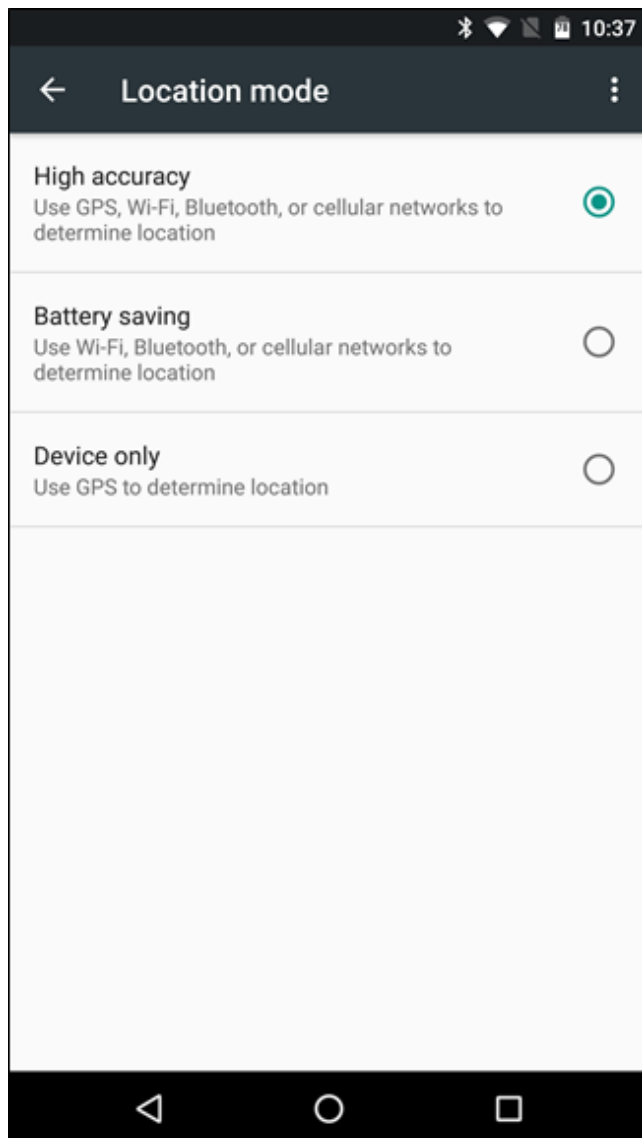 10:37
Location mode
High accuracy
Use GPS, Wi-Fi, Bluetooth, or cellular networks to
determine location
Battery saving
Use Wi-Fi, Bluetooth, or cellular networks to
determine location
Device only
Use GPS to determine location